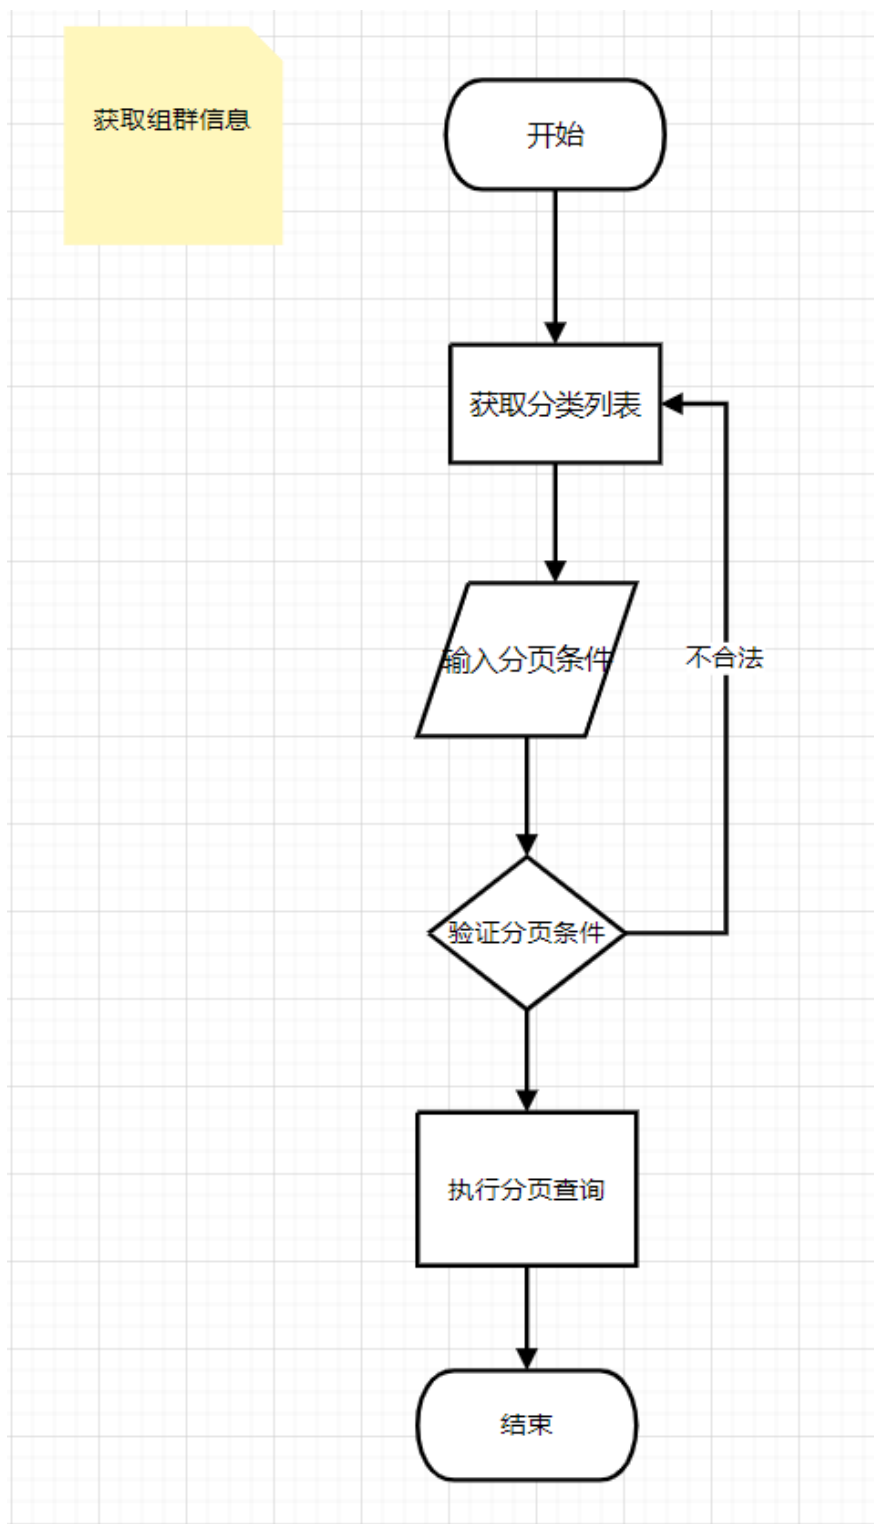 获取组群信息
开始
获取分类列表
输入分页条件
不合法
验证分页条件
执行分页查询
结束